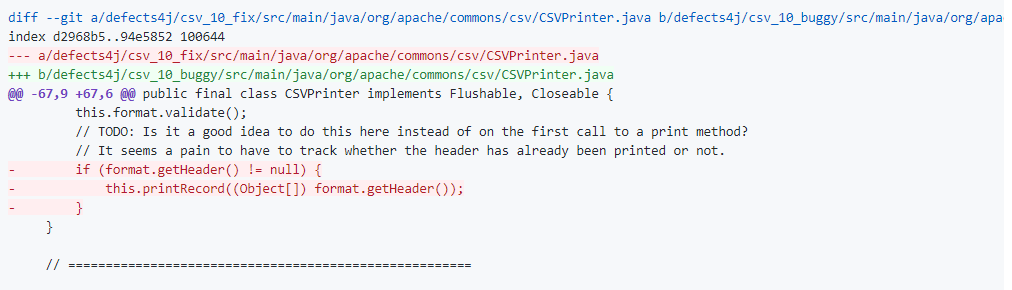 diff --git a/defects4j/csv_10_fix/src/main/java/org/apache/commons/csv/CSVPrinter.java b/defects4j/csv_10_buggy/src/main/java/org/apa
index d2968b5..94e5852 100644
--- a/defects4j/csv_10_fix/src/main/java/org/apache/commons/csv/CSVPrinter.java
+++ b/defects4j/csv_10_buggy/src/main/java/org/apache/commons/csv/CSVPrinter.java
@@ -67,9 +67,6 @@ public final class CSVPrinter implements Flushable, Closeable {
         this.format.validate();
         // TODO: Is it a good idea to do this here instead of on the first call to a print method?
         // It seems a pain to have to track whether the header has already been printed or not.
-        if (format.getHeader() != null) {
-            this.printRecord((Object[]) format.getHeader());
-        }
     }

     // ======================================================